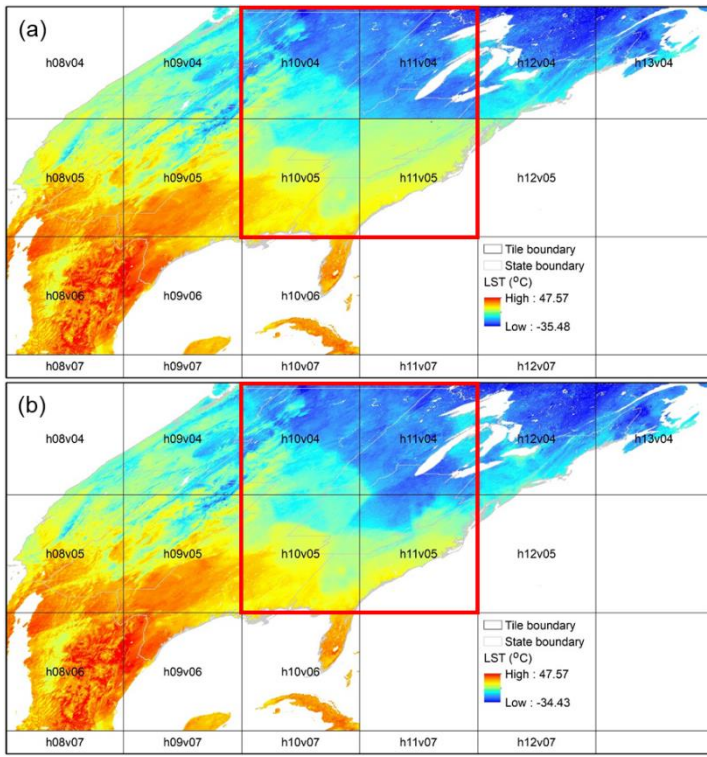 (a)
h08v04 h09v04 h10v04 h11v04 h12v04 h13v04
h08v05 h09v05 h10v05 h11v05 h12v05
Tile boundary
State boundary
LST (°C)
High : 47.57
Low : -35.48
h08v06 h09v06 h10v06
h08v07 h09v07 h10v07 h11v07 h12v07
(b)
h08v04 h09v04 h10v04 h11v04 h12v04 h13v04
h08v05 h09v05 h10v05 h11v05 h12v05
Tile boundary
State boundary
LST (°C)
High : 47.57
Low : -34.43
h08v06 h09v06 h10v06
h08v07 h09v07 h10v07 h11v07 h12v07